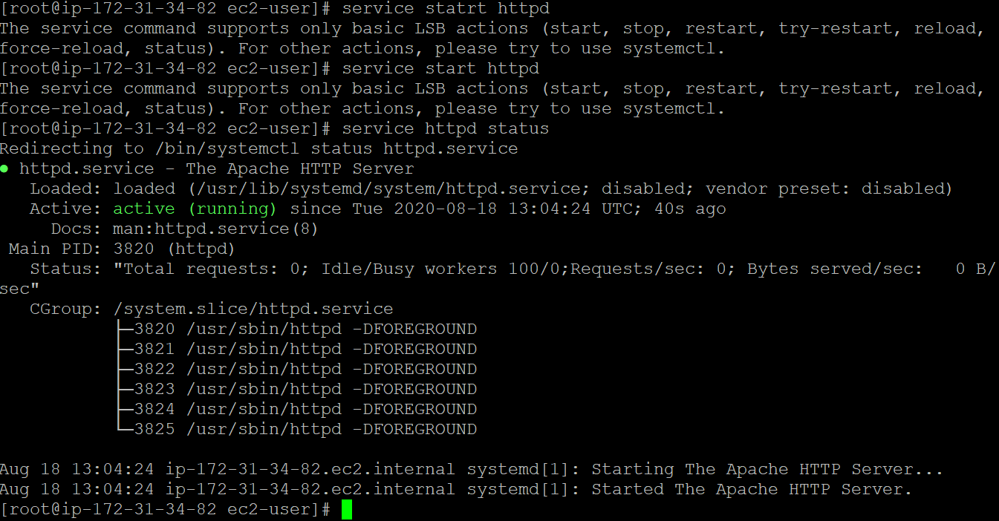 [root@ip-172-31-34-82 ec2-user]# service statrt httpd
The service command supports only basic LSB actions (start, stop, restart, try-restart, reload,
force-reload, status). For other actions, please try to use systemctl.
[root@ip-172-31-34-82 ec2-user]# service start httpd
The service command supports only basic LSB actions (start, stop, restart, try-restart, reload,
force-reload, status). For other actions, please try to use systemctl.
[root@ip-172-31-34-82 ec2-user]# service httpd status
Redirecting to /bin/systemctl status httpd.service
● httpd.service - The Apache HTTP Server
   Loaded: loaded (/usr/lib/systemd/system/httpd.service; disabled; vendor preset: disabled)
   Active: active (running) since Tue 2020-08-18 13:04:24 UTC; 40s ago
     Docs: man:httpd.service(8)
 Main PID: 3820 (httpd)
   Status: "Total requests: 0; Idle/Busy workers 100/0;Requests/sec: 0; Bytes served/sec:   0 B/
sec"
   CGroup: /system.slice/httpd.service
           ├─3820 /usr/sbin/httpd -DFOREGROUND
           ├─3821 /usr/sbin/httpd -DFOREGROUND
           ├─3822 /usr/sbin/httpd -DFOREGROUND
           ├─3823 /usr/sbin/httpd -DFOREGROUND
           ├─3824 /usr/sbin/httpd -DFOREGROUND
           └─3825 /usr/sbin/httpd -DFOREGROUND

Aug 18 13:04:24 ip-172-31-34-82.ec2.internal systemd[1]: Starting The Apache HTTP Server...
Aug 18 13:04:24 ip-172-31-34-82.ec2.internal systemd[1]: Started The Apache HTTP Server.
[root@ip-172-31-34-82 ec2-user]#